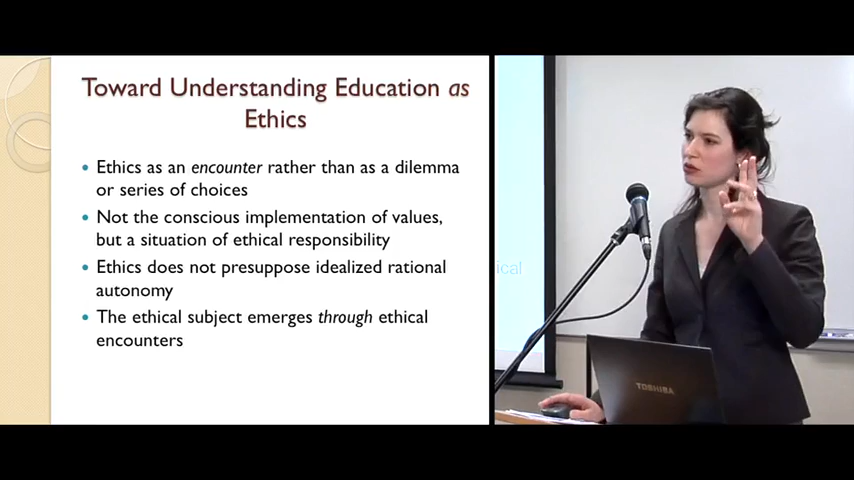 Toward Understanding Education as
Ethics
• Ethics as an encounter rather than as a dilemma
or series of choices
• Not the conscious implementation of values,
but a situation of ethical responsibility
• Ethics does not presuppose idealized rational
autonomy
• The ethical subject emerges through ethical
encounters
ical
TOSHIBA